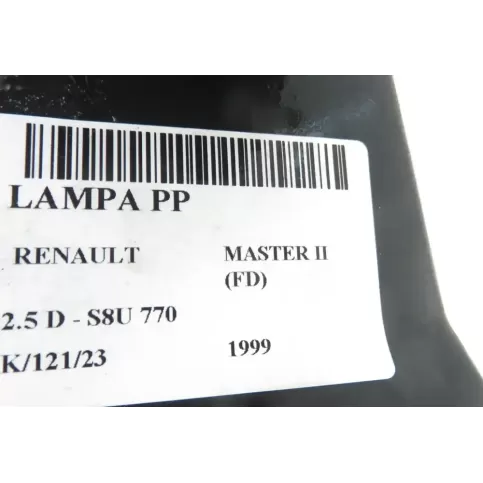 LAMPA PP
RENAULT MASTER II
(FD)
2.5 D - S8U 770
K/121/23 1999